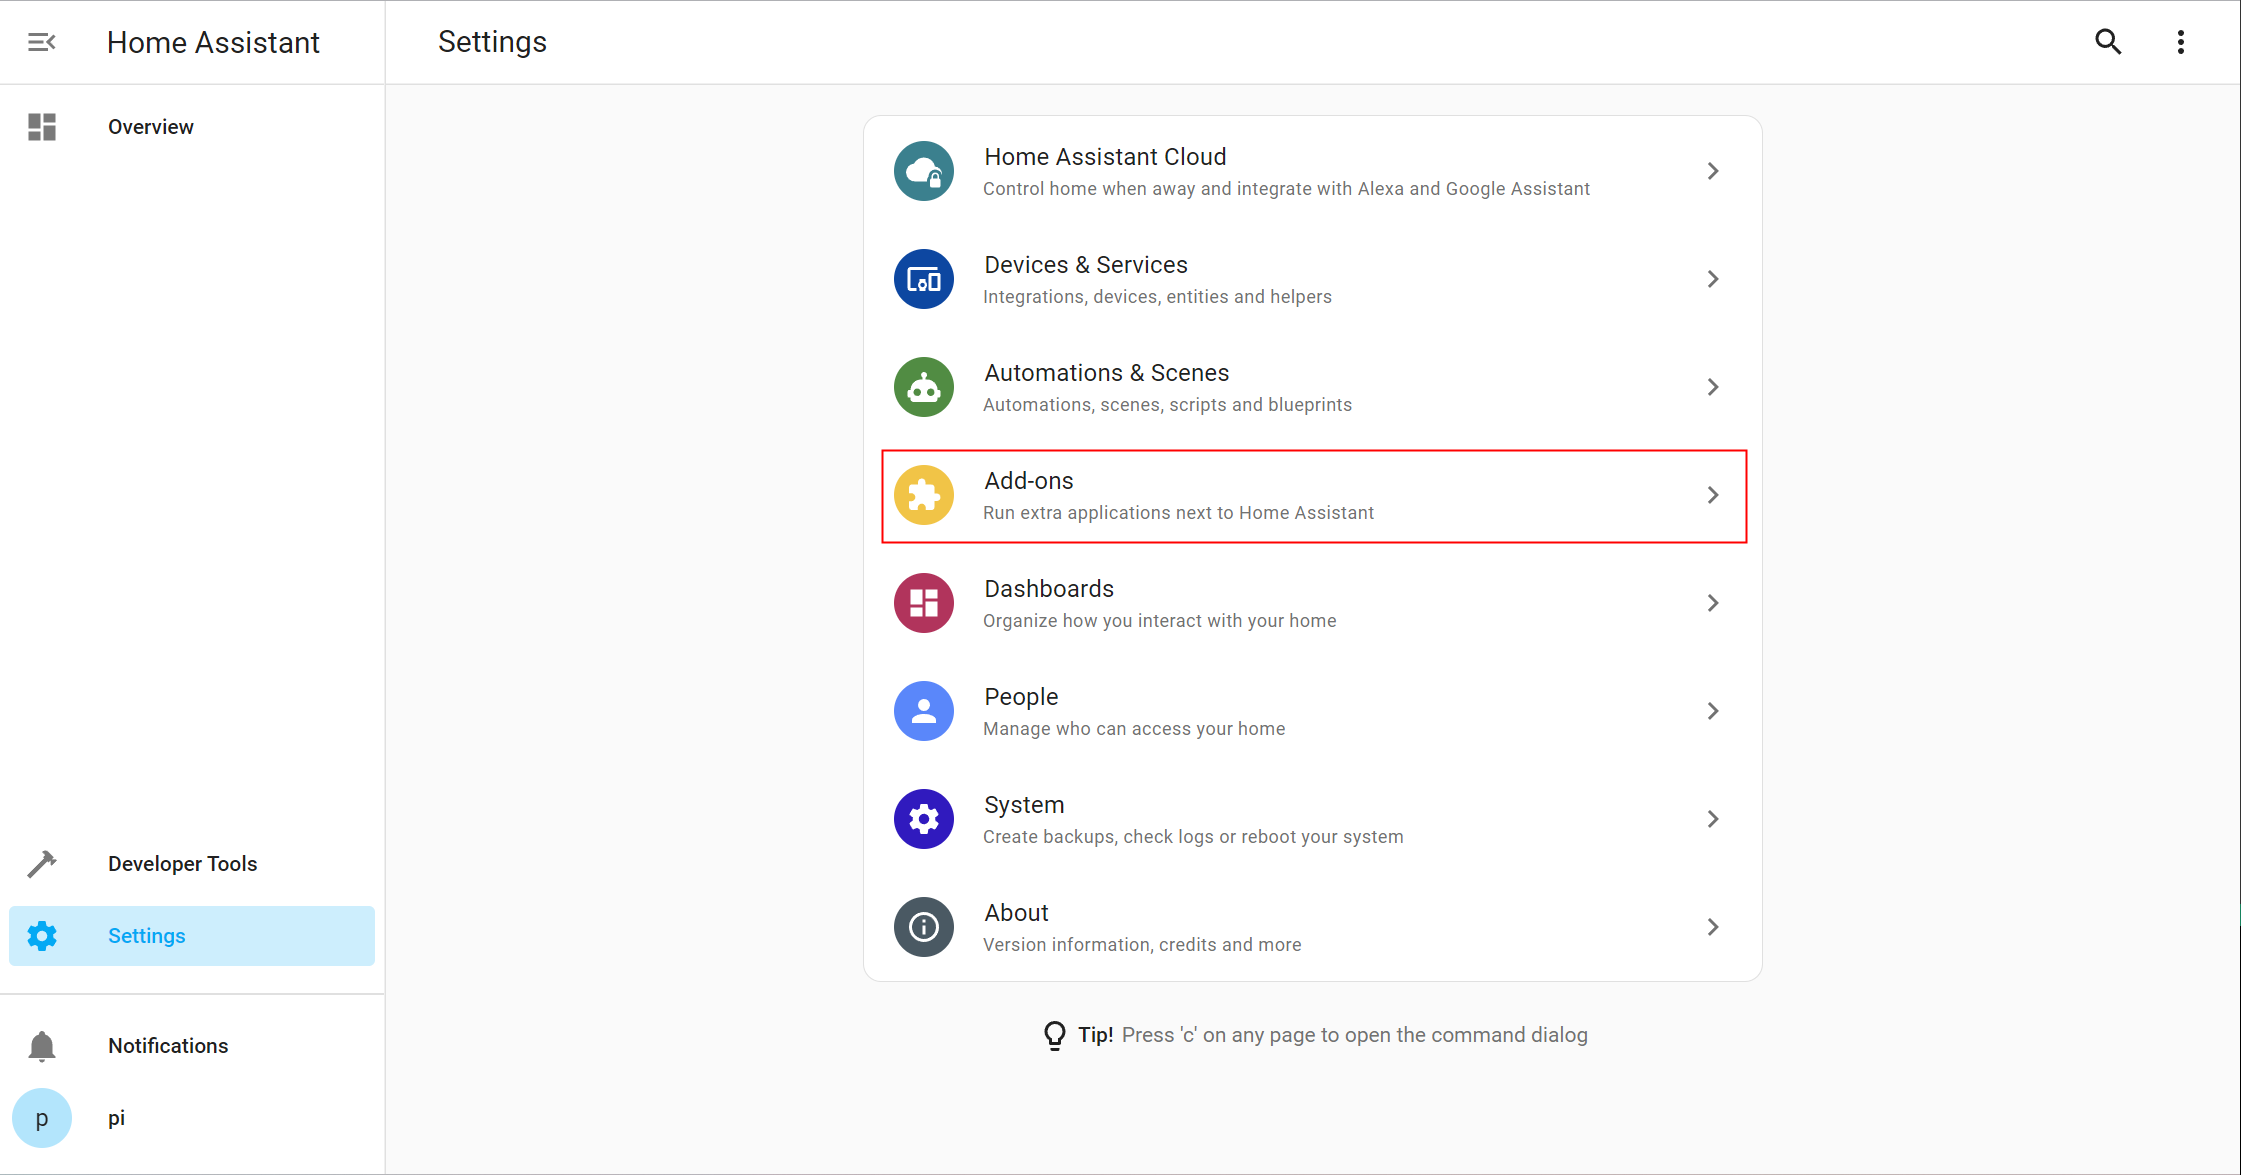 Home Assistant
Settings
Overview
Home Assistant Cloud
Control home when away and integrate with Alexa and Google Assistant
Devices & Services
Integrations, devices, entities and helpers
Automations & Scenes
Automations, scenes, scripts and blueprints
Add-ons
Run extra applications next to Home Assistant
Dashboards
Organize how you interact with your home
People
Manage who can access your home
System
Create backups, check logs or reboot your system
About
Version information, credits and more
Tip! Press 'c' on any page to open the command dialog
Developer Tools
Settings
Notifications
p
pi